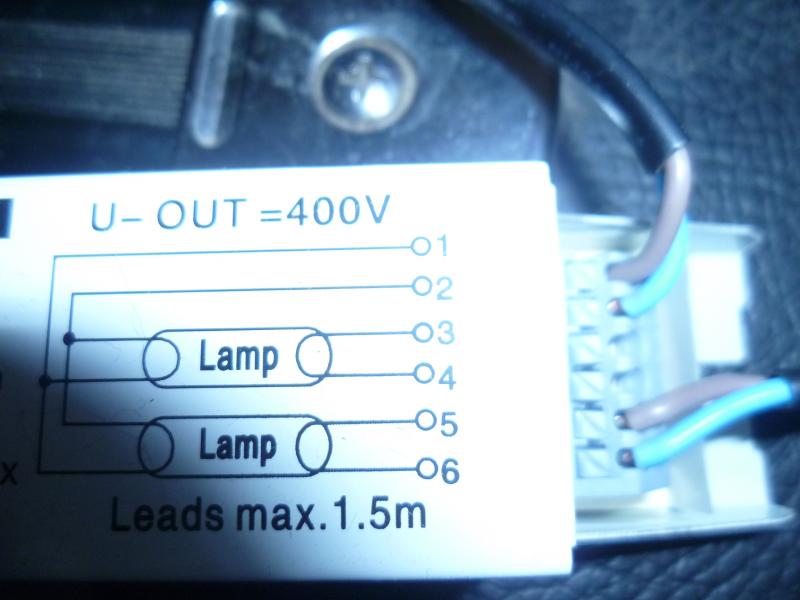 U- OUT =400V
1
2
Lamp 3
4
Lamp 5
6
x
Leads max.1.5m